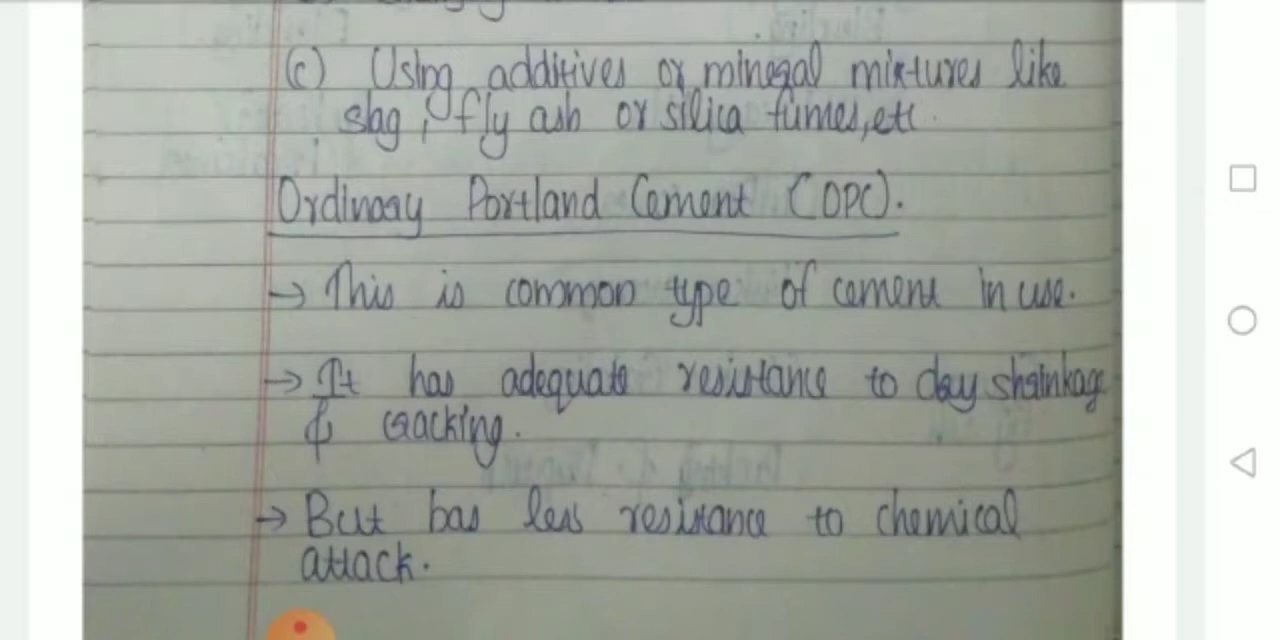 (c) Using additives or mineral mixtures like
slag, fly ash or silica fumes, etc.
Ordinary Portland Cement (OPC).
→ This is common type of cement in use.
→ It has adequate resistance to dry shrinkage
& cracking.
→ But has less resistance to chemical
attack.